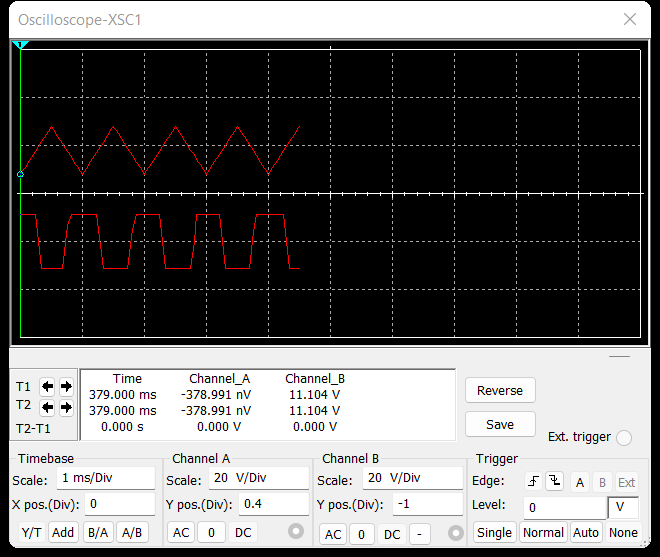 Oscilloscope-XSC1
1
T1
T2
T2-T1
Time Channel_A Channel_B
379.000 ms -378.991 nV 11.104 V
379.000 ms -378.991 nV 11.104 V
0.000 s 0.000 V 0.000 V
Reverse
Save
Ext. trigger
Timebase
Scale: 1 ms/Div
X pos.(Div): 0
Y/T Add B/A A/B
Channel A
Scale: 20 V/Div
Y pos.(Div): 0.4
AC 0 DC
Channel B
Scale: 20 V/Div
Y pos.(Div): -1
AC 0 DC -
Trigger
Edge: A B Ext
Level: 0 V
Single Normal Auto None